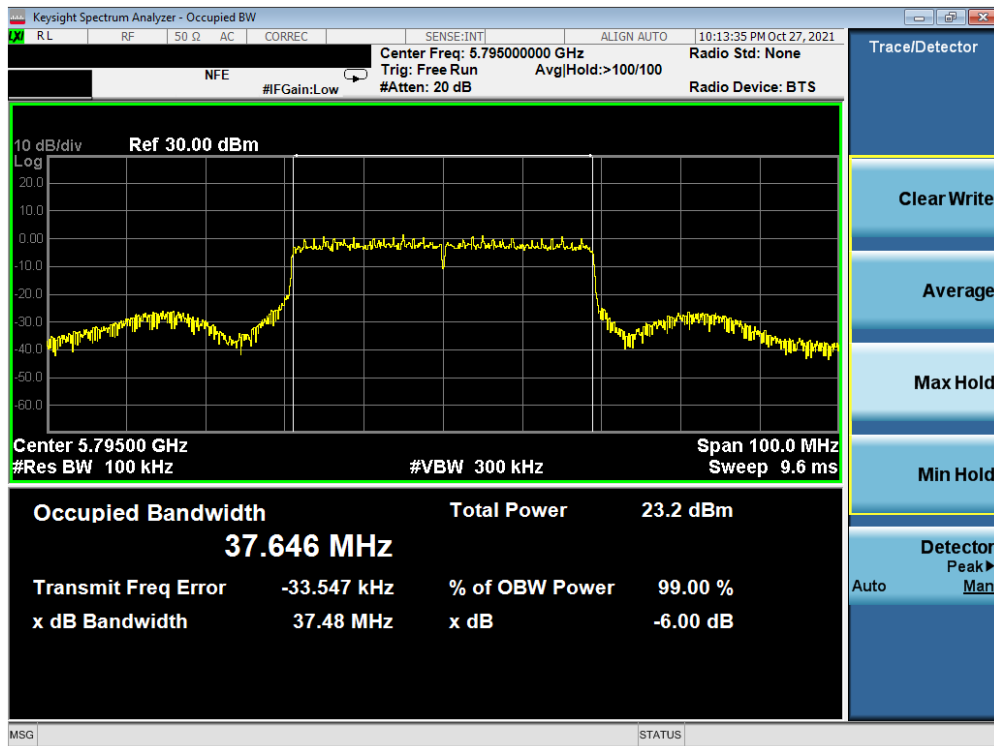 Keysight Spectrum Analyzer - Occupied BW
LXI RL RF 50 Ω AC CORREC SENSE:INT ALIGN AUTO 10:13:35 PM Oct 27, 2021
Trace/Detector
Center Freq: 5.795000000 GHz Radio Std: None
NFE Trig: Free Run Avg|Hold:>100/100
#IFGain:Low #Atten: 20 dB Radio Device: BTS
10 dB/div Ref 30.00 dBm
Log
20.0
10.0
0.00
-10.0
-20.0
-30.0
-40.0
-50.0
-60.0
Center 5.79500 GHz Span 100.0 MHz
#Res BW 100 kHz #VBW 300 kHz Sweep 9.6 ms
Occupied Bandwidth Total Power 23.2 dBm
37.646 MHz
Transmit Freq Error -33.547 kHz % of OBW Power 99.00 %
x dB Bandwidth 37.48 MHz x dB -6.00 dB
Clear Write
Average
Max Hold
Min Hold
Detector
Peak▶
Auto Man
MSG STATUS